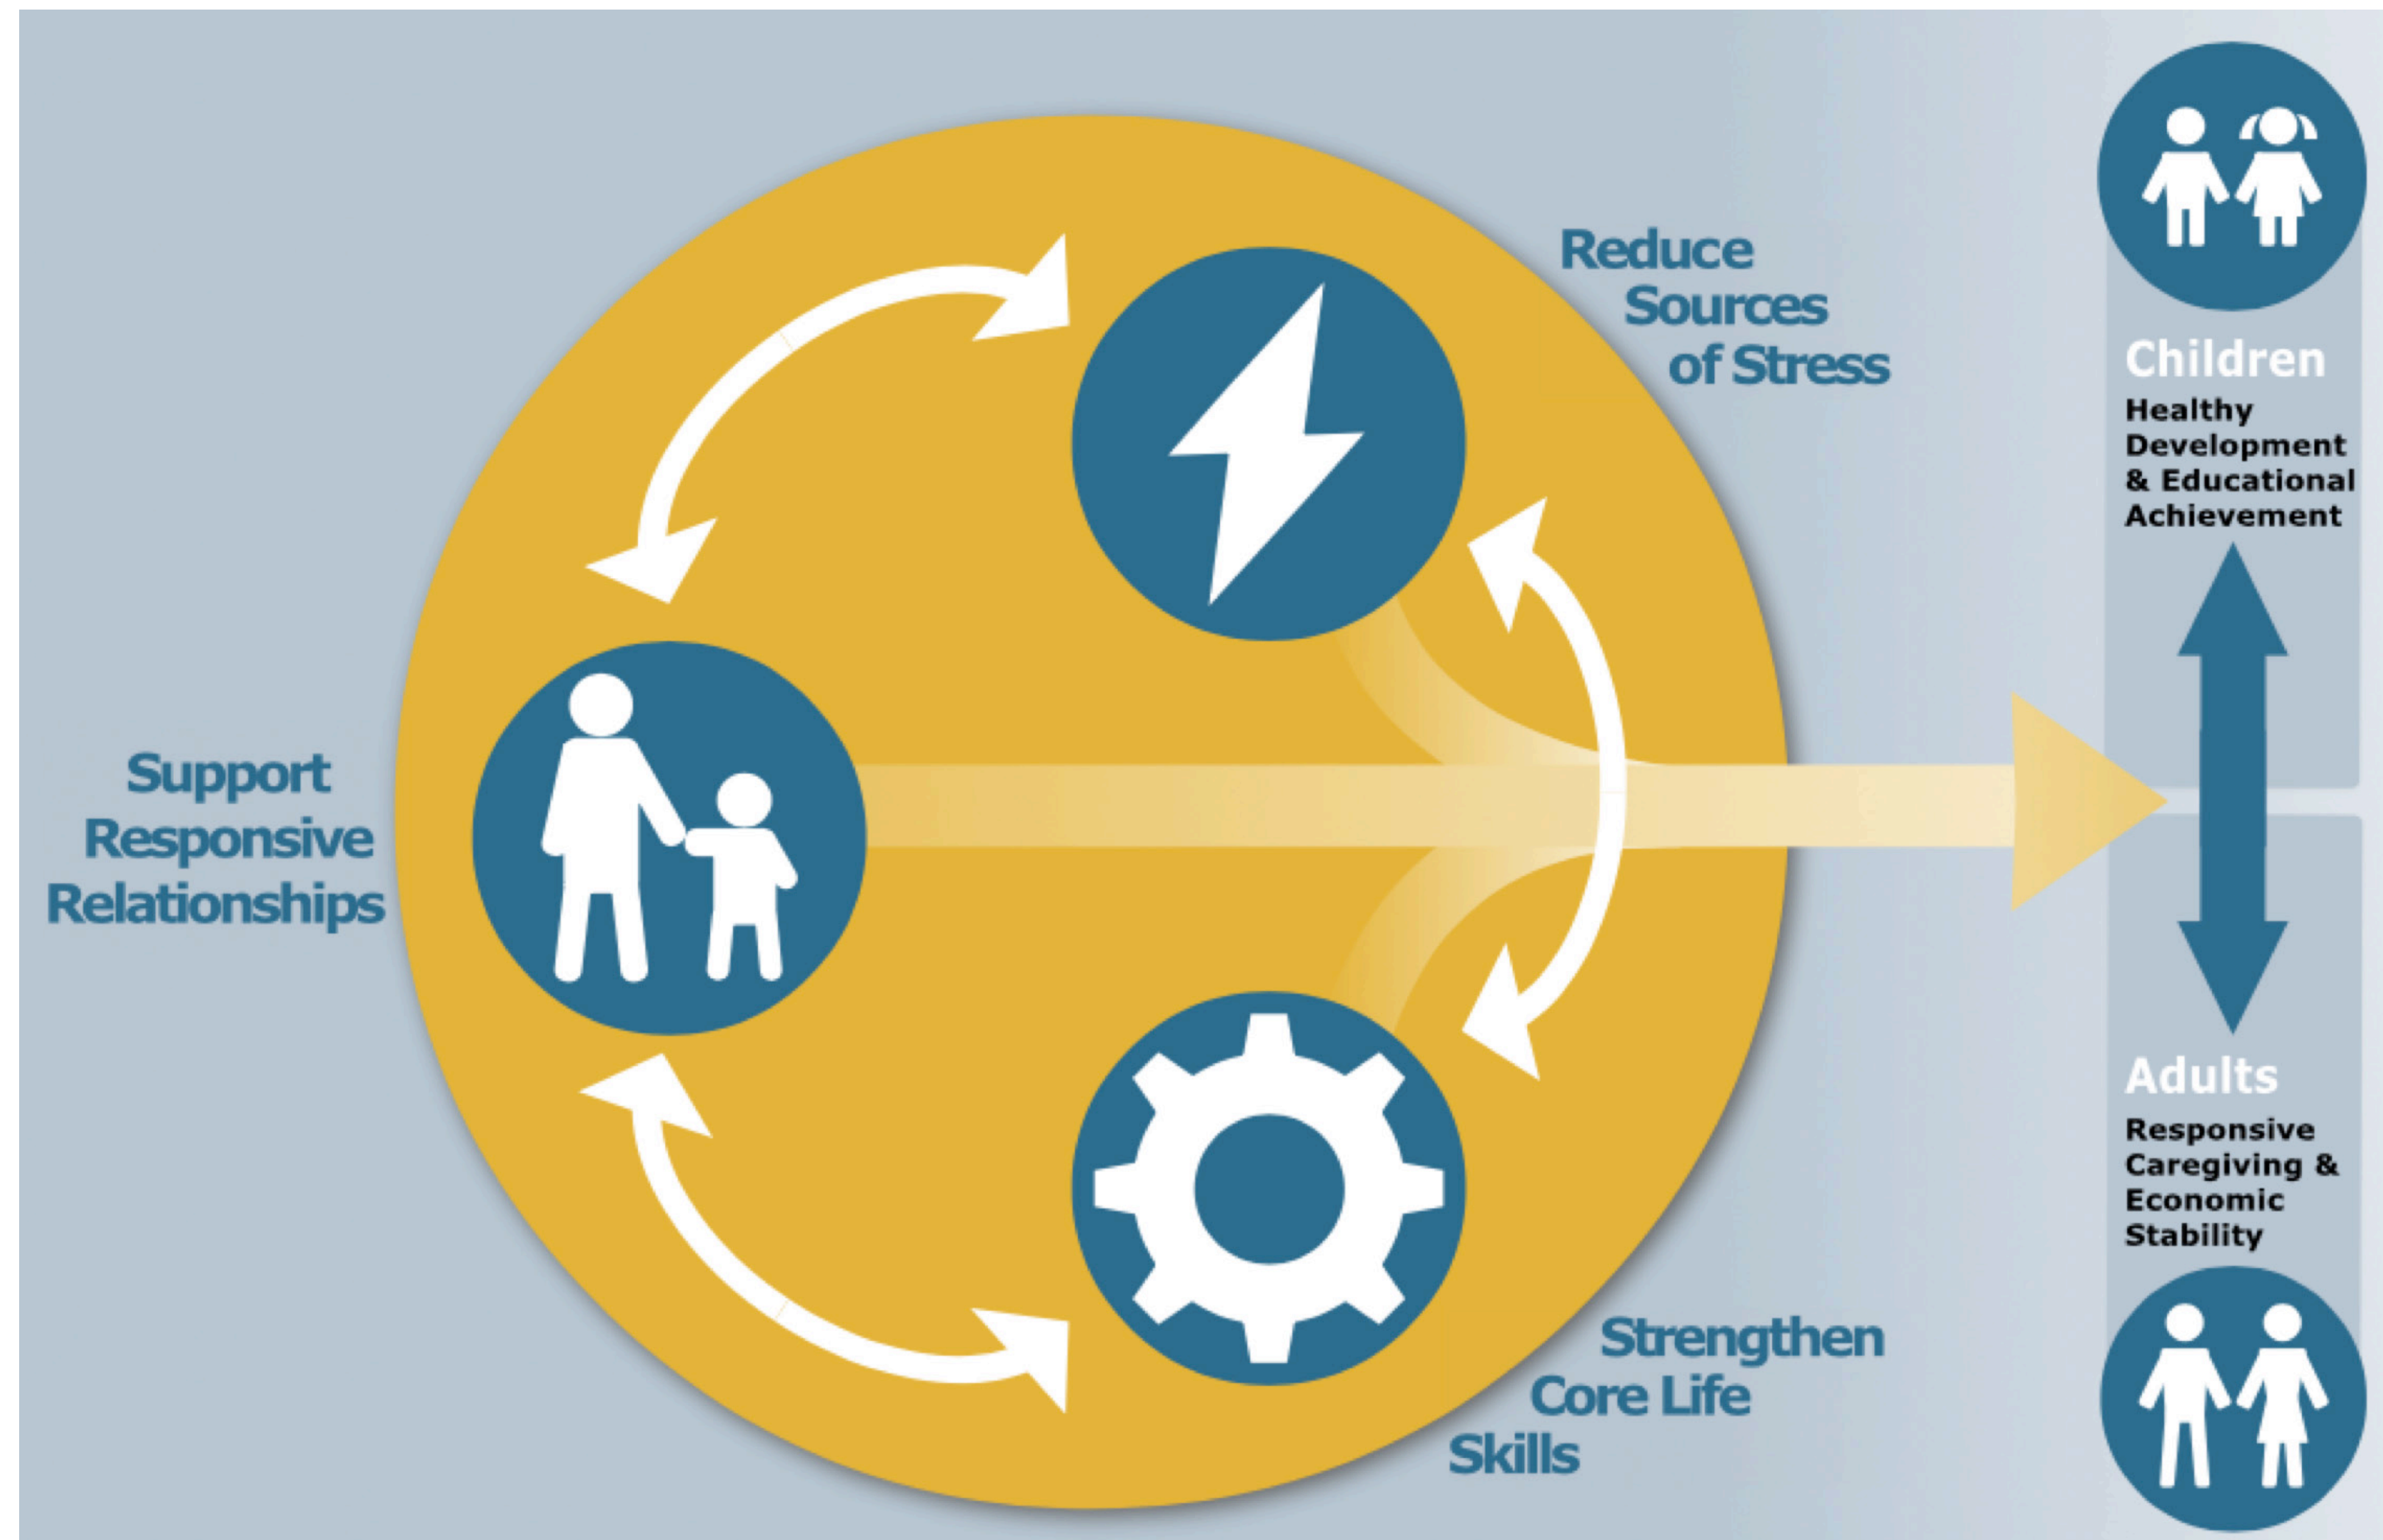 Support
Responsive
Relationships
Reduce
Sources
of Stress
Strengthen
Core Life
Skills
Children
Healthy
Development
& Educational
Achievement
Adults
Responsive
Caregiving &
Economic
Stability